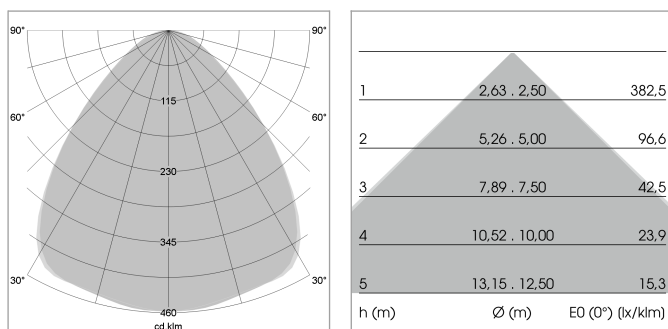 90° 90°
115
60° 60°
230
345
30° 30°
460
cd klm
1 2,63 . 2,50 382,5
2 5,26 . 5,00 96,6
3 7,89 . 7,50 42,5
4 10,52 . 10,00 23,9
5 13,15 . 12,50 15,3
h (m) Ø (m) E0 (0°) (lx/klm)